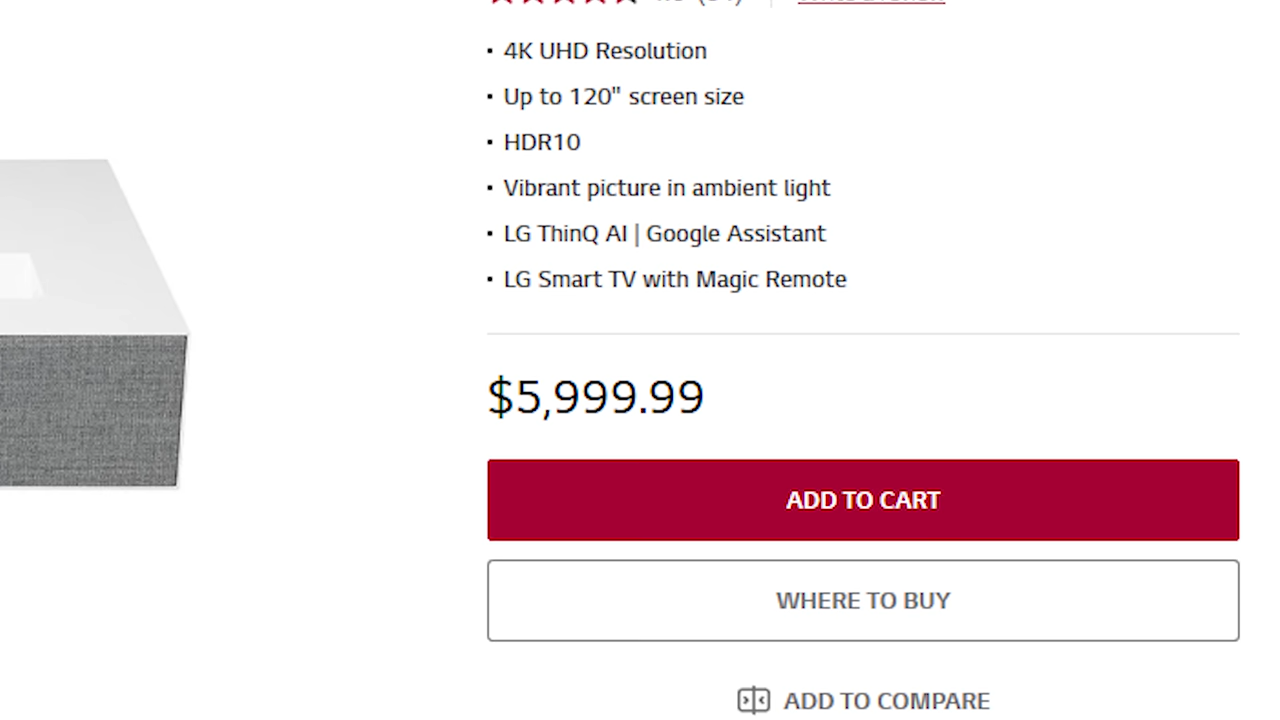 4K UHD Resolution
Up to 120" screen size
HDR10
Vibrant picture in ambient light
LG ThinQ AI | Google Assistant
LG Smart TV with Magic Remote
$5,999.99
ADD TO CART
WHERE TO BUY
ADD TO COMPARE